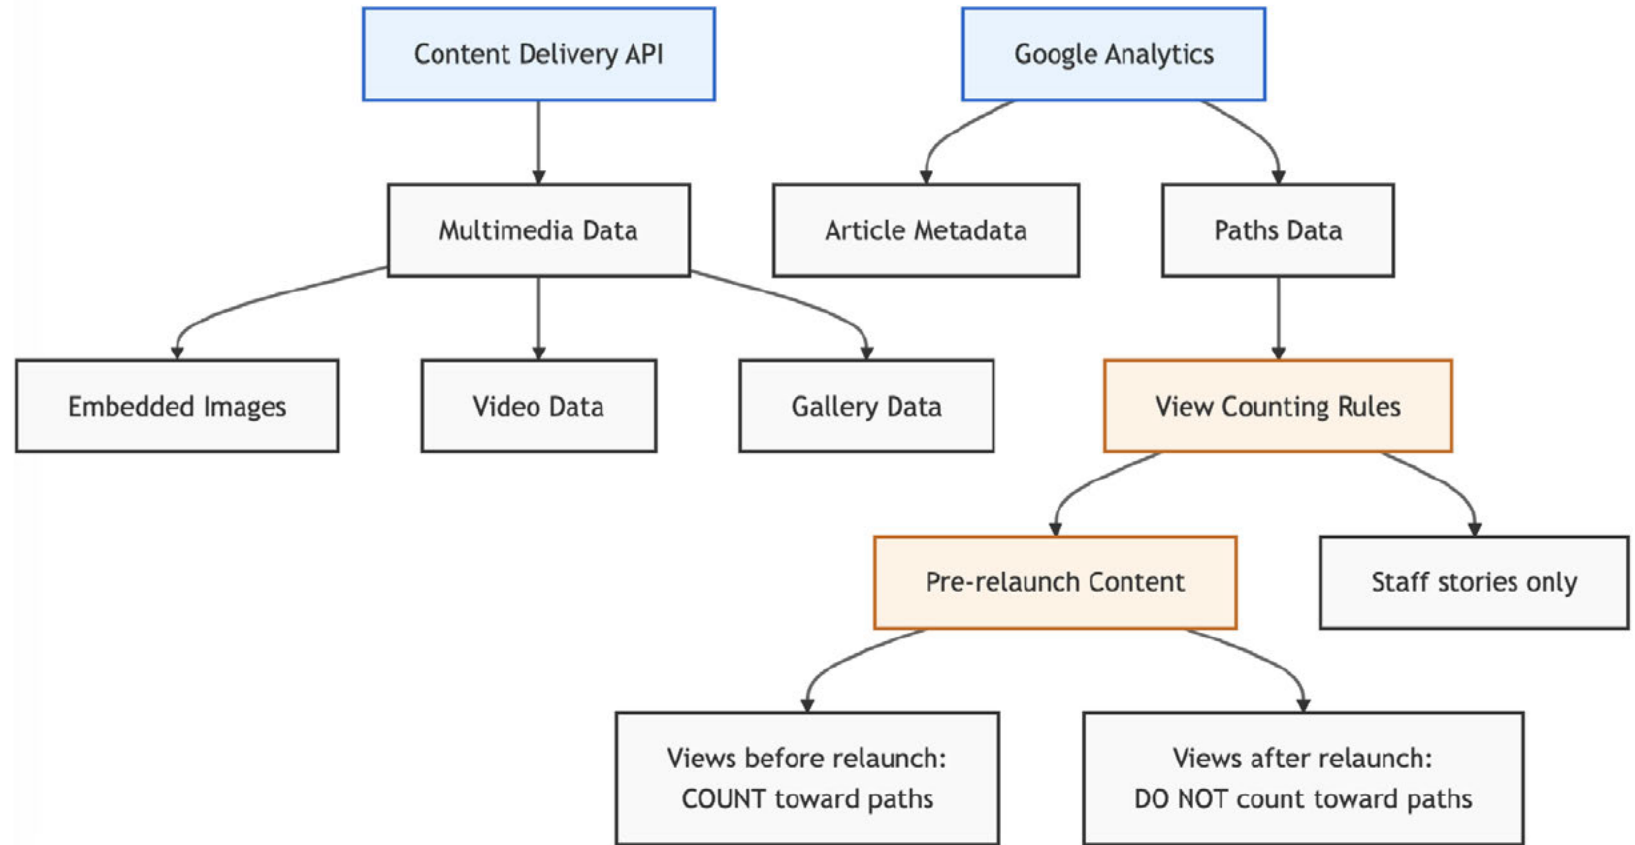 Content Delivery API
Google Analytics
Multimedia Data
Article Metadata
Paths Data
Embedded Images
Video Data
Gallery Data
View Counting Rules
Pre-relaunch Content
Staff stories only
Views before relaunch:
COUNT toward paths
Views after relaunch:
DO NOT count toward paths